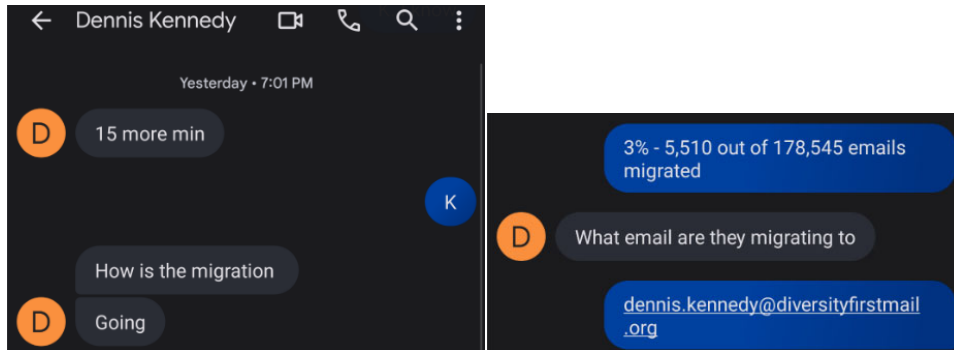 Dennis Kennedy
Yesterday • 7:01 PM
D
15 more min
K
How is the migration
D
Going
3% - 5,510 out of 178,545 emails
migrated
D
What email are they migrating to
dennis.kennedy@diversityfirstmail
.org